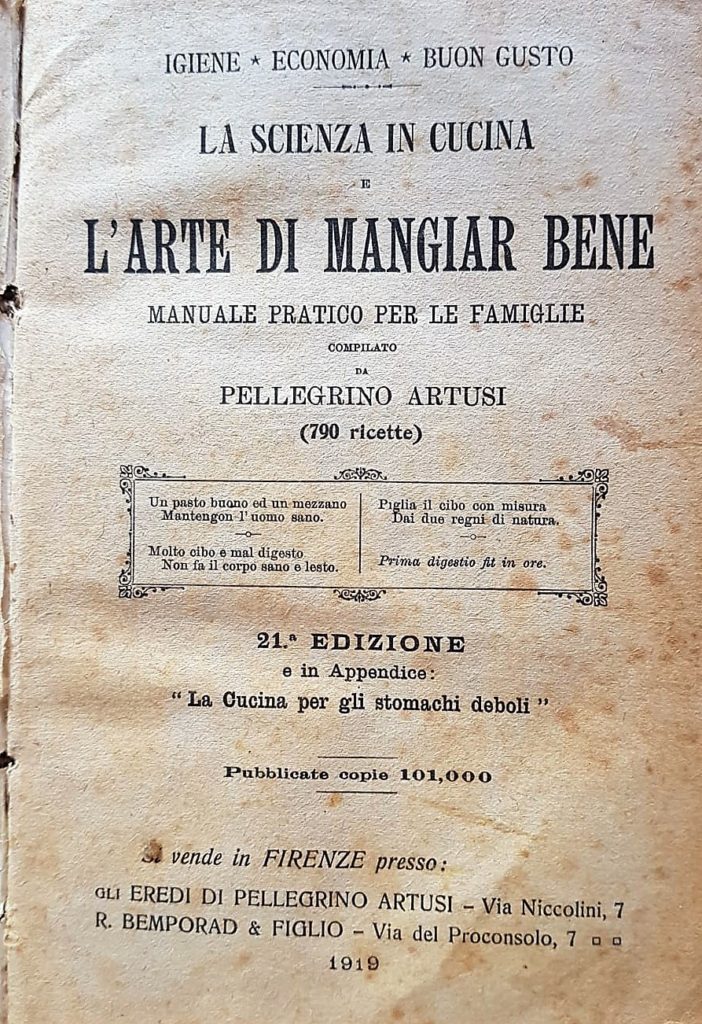 IGIENE * ECONOMIA * BUON GUSTO
LA SCIENZA IN CUCINA
E
L'ARTE DI MANGIAR BENE
MANUALE PRATICO PER LE FAMIGLIE
COMPILATO
DA
PELLEGRINO ARTUSI
(790 ricette)
Un pasto buono ed un mezzano
Mantengon l'uomo sano.
Molto cibo e mal digesto
Non fa il corpo sano e lesto.
Piglia il cibo con misura
Dai due regni di natura.
Prima digestio fit in ore.
21.ª EDIZIONE
e in Appendice:
"La Cucina per gli stomachi deboli"
Pubblicate copie 101,000
Si vende in FIRENZE presso:
GLI EREDI DI PELLEGRINO ARTUSI – Via Niccolini, 7
R. BEMPORAD & FIGLIO – Via del Proconsolo, 7
1919